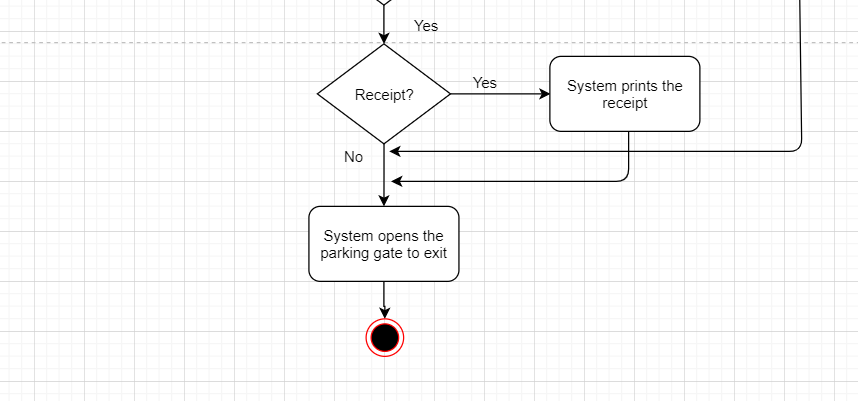 Yes
Receipt?
Yes
System prints the
receipt
No
System opens the
parking gate to exit